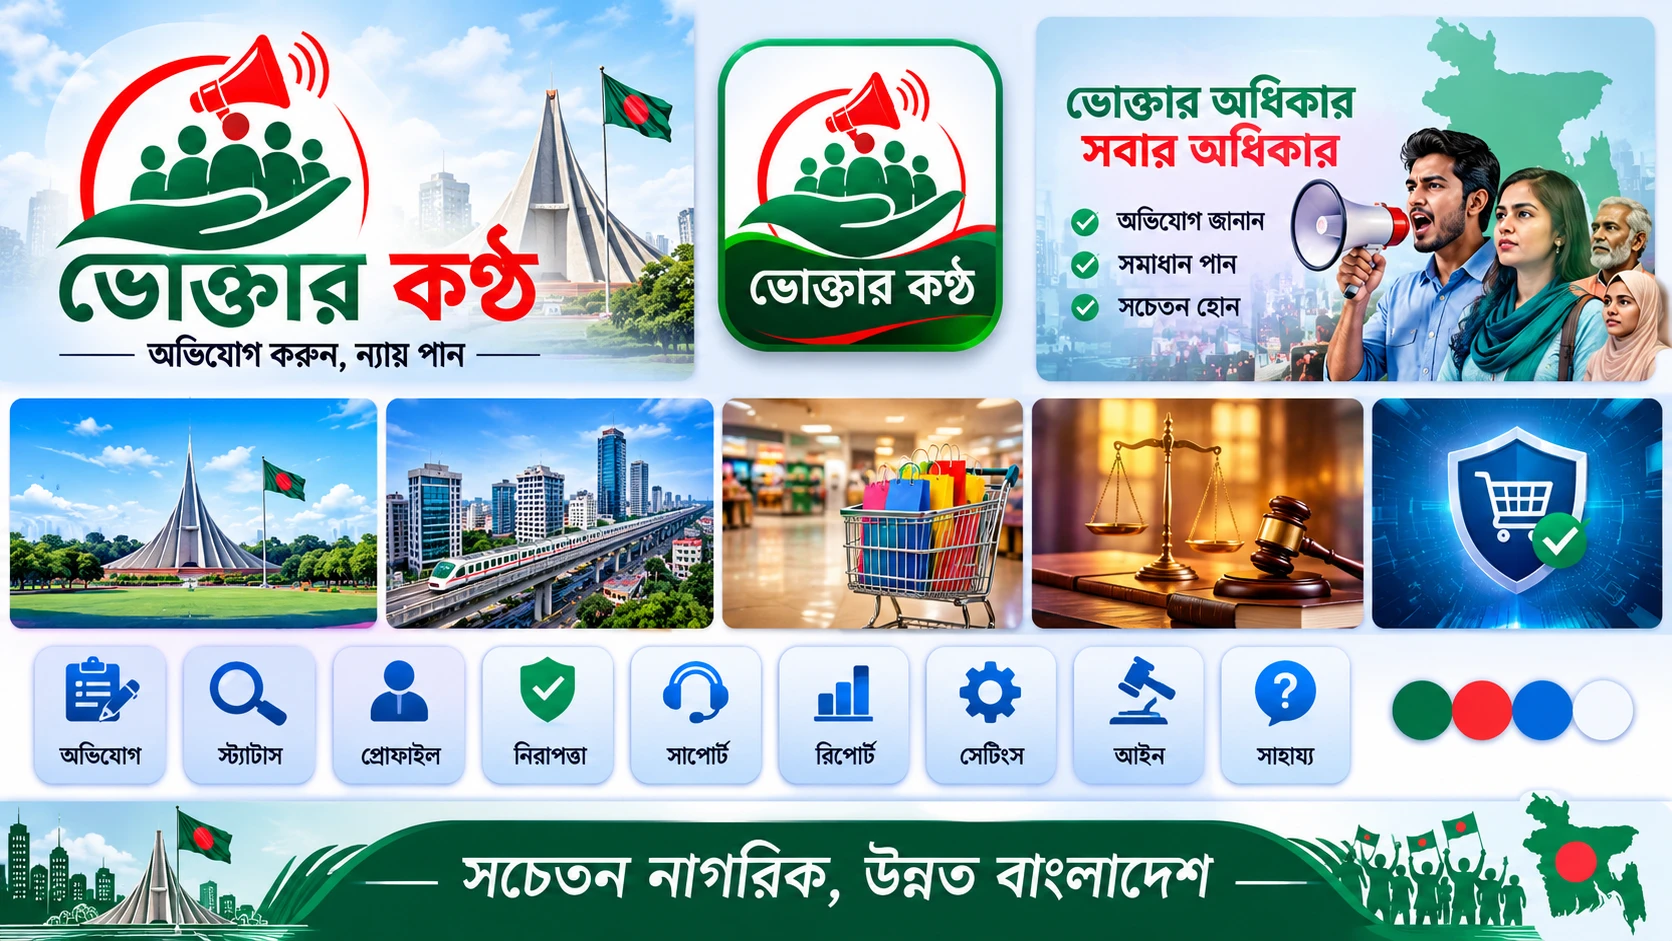 ভোক্তার কণ্ঠ
অভিযোগ করুন, ন্যায় পান
ভোক্তার কণ্ঠ
ভোক্তার অধিকার
সবার অধিকার
অভিযোগ জানান
সমাধান পান
সচেতন হোন
অভিযোগ
স্ট্যাটাস
প্রোফাইল
নিরাপত্তা
সাপোর্ট
রিপোর্ট
সেটিংস
আইন
সাহায্য
সচেতন নাগরিক, উন্নত বাংলাদেশ